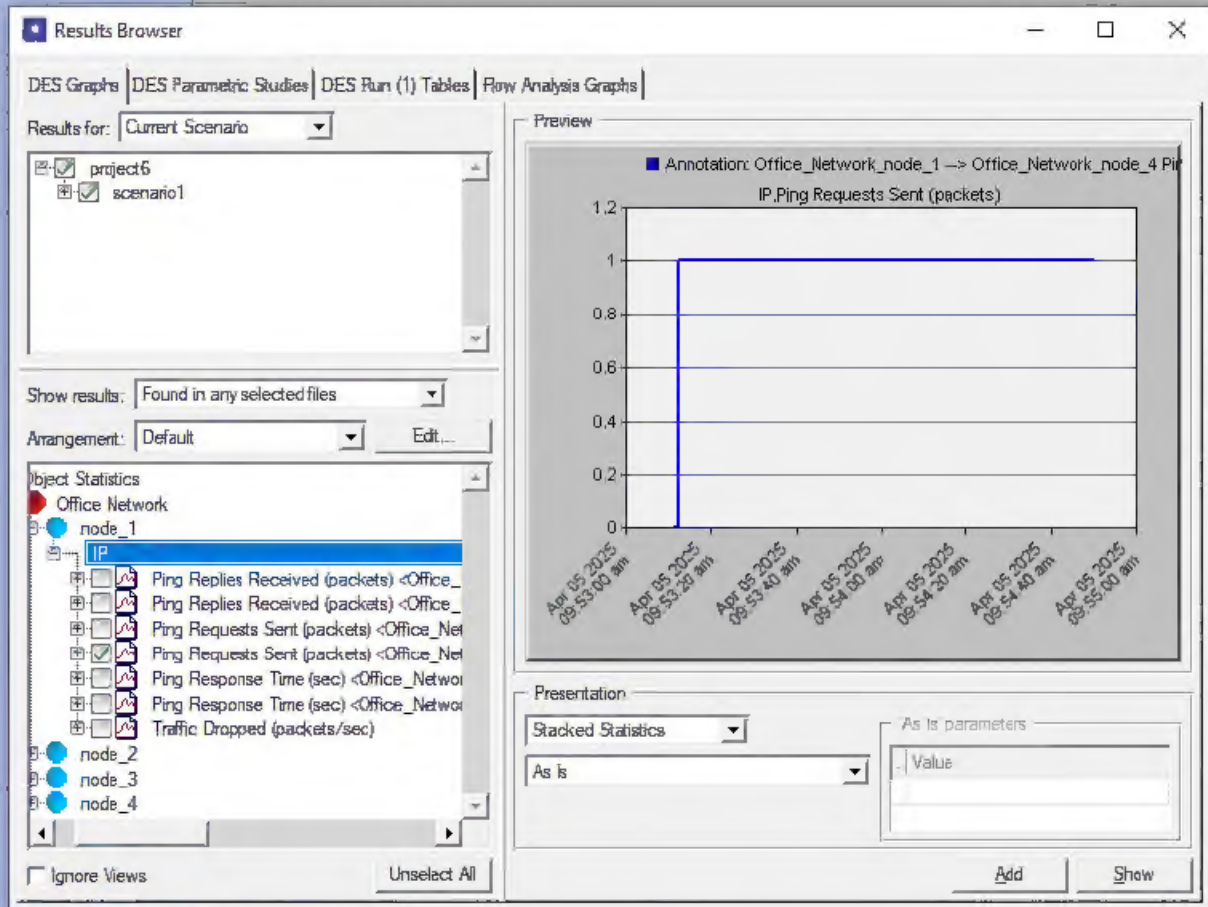 Results Browser
DES Graphs DES Parametric Studies DES Run (1) Tables Flow Analysis Graphs
Results for: Current Scenario
project6
scenario1
Show results: Found in any selected files
Arrangement: Default Edit...
Object Statistics
Office Network
node_1
IP
Ping Replies Received (packets) <Office_
Ping Replies Received (packets) <Office_
Ping Requests Sent (packets) <Office_Net
Ping Requests Sent (packets) <Office_Net
Ping Response Time (sec) <Office_Networ
Ping Response Time (sec) <Office_Networ
Traffic Dropped (packets/sec)
node_2
node_3
node_4
Ignore Views
Unselect All
Preview
Annotation: Office_Network_node_1 --> Office_Network_node_4 Pin
IP.Ping Requests Sent (packets)
1.2
1
0.8
0.6
0.4
0.2
0
Apr 05 2025 09:53:00 am
Apr 05 2025 09:53:20 am
Apr 05 2025 09:53:40 am
Apr 05 2025 09:54:00 am
Apr 05 2025 09:54:20 am
Apr 05 2025 09:54:40 am
Apr 05 2025 09:55:00 am
Presentation
Stacked Statistics
As Is
As Is parameters
Value
Add
Show